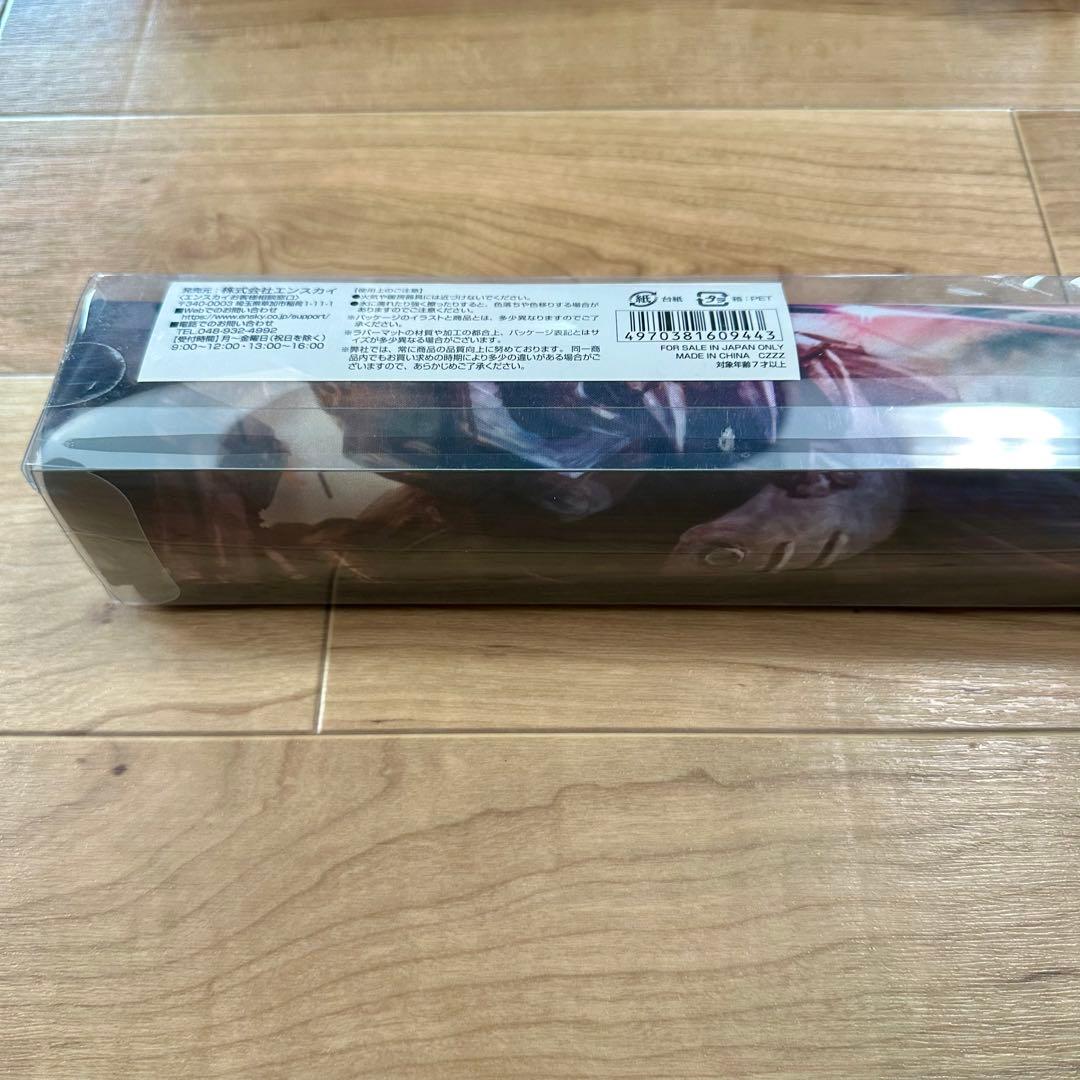 発売元：株式会社エンスカイ
〈エンスカイお客様相談窓口〉
〒340-0003 埼玉県草加市稲荷1-11-1
■Webでのお問い合わせ
https://www.ensky.co.jp/support/
■電話でのお問い合わせ
TEL.048-932-4992
[受付時間] 月〜金曜日(祝日を除く)
9:00〜12:00・13:00〜16:00
【使用上のご注意】
●火気や暖房器具には近づけないでください。
●水に濡れたり強く擦ったりすると、色落ちや色移りする場合がありますのでご注意ください。
※パッケージのイラストと商品とは、多少異なりますのでご了承ください。
※ラバーマットの材質や加工の都合上、パッケージ表記とはサイズが多少異なる場合がございます。
※弊社では、常に商品の品質向上に努めております。同一商品内でもお買い求めの時期により多少の違いがある場合がございますので、あらかじめご了承ください。
紙 台紙
プラ 箱：PET
4970381609443
FOR SALE IN JAPAN ONLY
MADE IN CHINA CZZZ
対象年齢7才以上